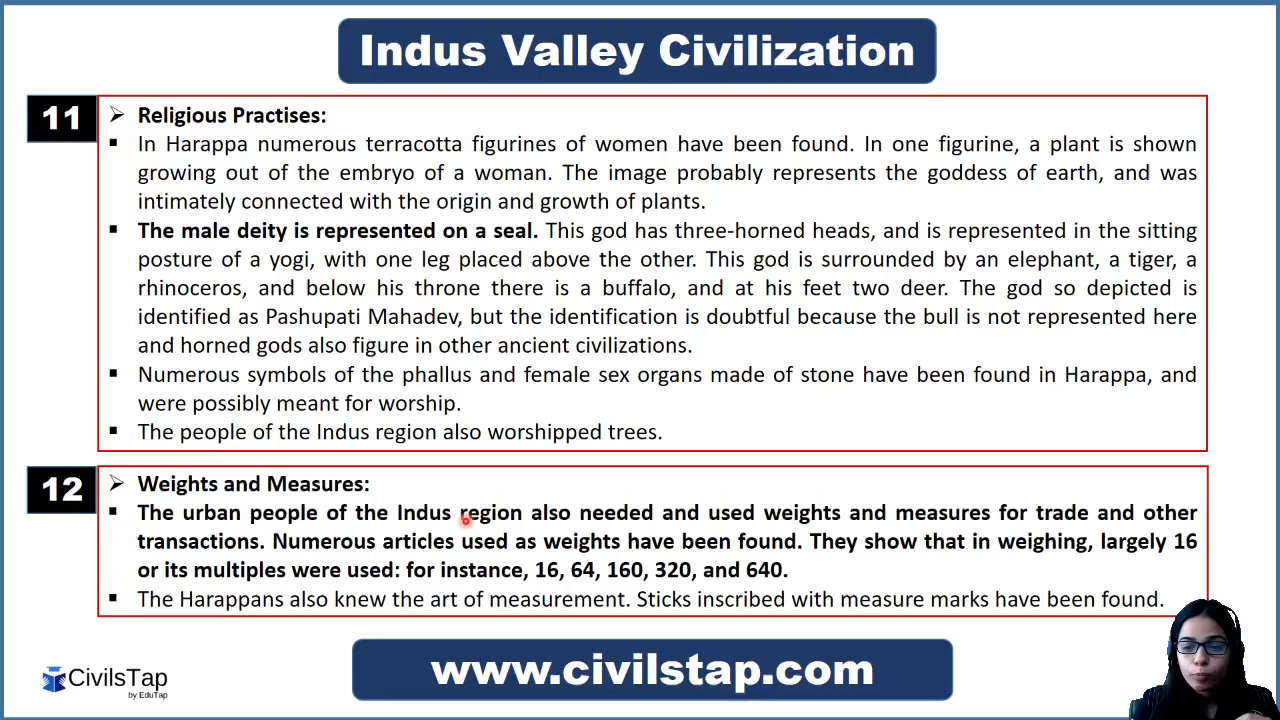 Indus Valley Civilization
11
➢ Religious Practises:
▪ In Harappa numerous terracotta figurines of women have been found. In one figurine, a plant is shown
growing out of the embryo of a woman. The image probably represents the goddess of earth, and was
intimately connected with the origin and growth of plants.
▪ The male deity is represented on a seal. This god has three-horned heads, and is represented in the sitting
posture of a yogi, with one leg placed above the other. This god is surrounded by an elephant, a tiger, a
rhinoceros, and below his throne there is a buffalo, and at his feet two deer. The god so depicted is
identified as Pashupati Mahadev, but the identification is doubtful because the bull is not represented here
and horned gods also figure in other ancient civilizations.
▪ Numerous symbols of the phallus and female sex organs made of stone have been found in Harappa, and
were possibly meant for worship.
▪ The people of the Indus region also worshipped trees.
12
➢ Weights and Measures:
▪ The urban people of the Indus region also needed and used weights and measures for trade and other
transactions. Numerous articles used as weights have been found. They show that in weighing, largely 16
or its multiples were used: for instance, 16, 64, 160, 320, and 640.
▪ The Harappans also knew the art of measurement. Sticks inscribed with measure marks have been found.
CivilsTap
by EduTap
www.civilstap.com